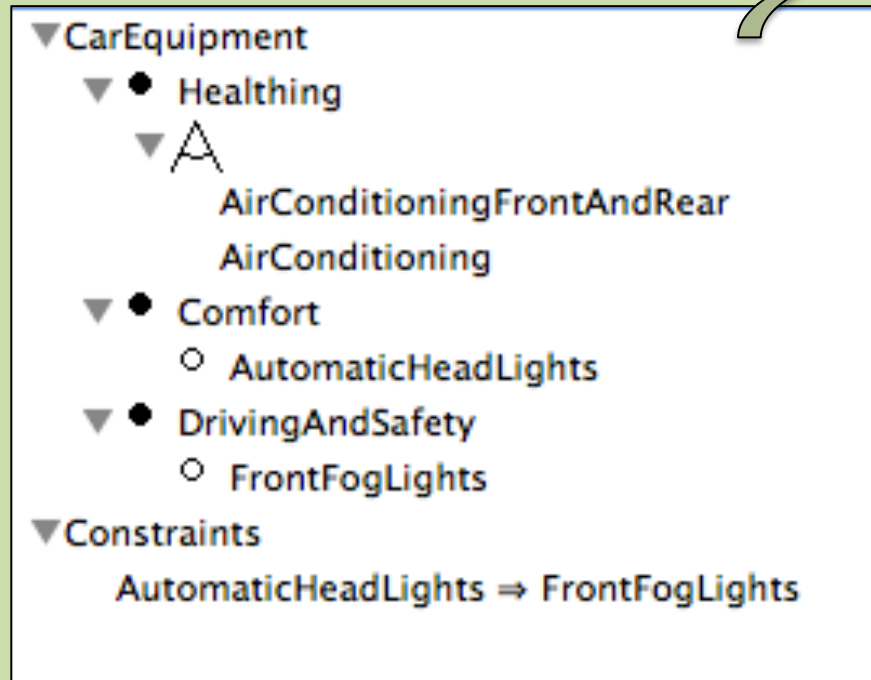 CarEquipment
Healthing
AirConditioningFrontAndRear
AirConditioning
Comfort
AutomaticHeadLights
DrivingAndSafety
FrontFogLights
Constraints
AutomaticHeadLights ⇒ FrontFogLights